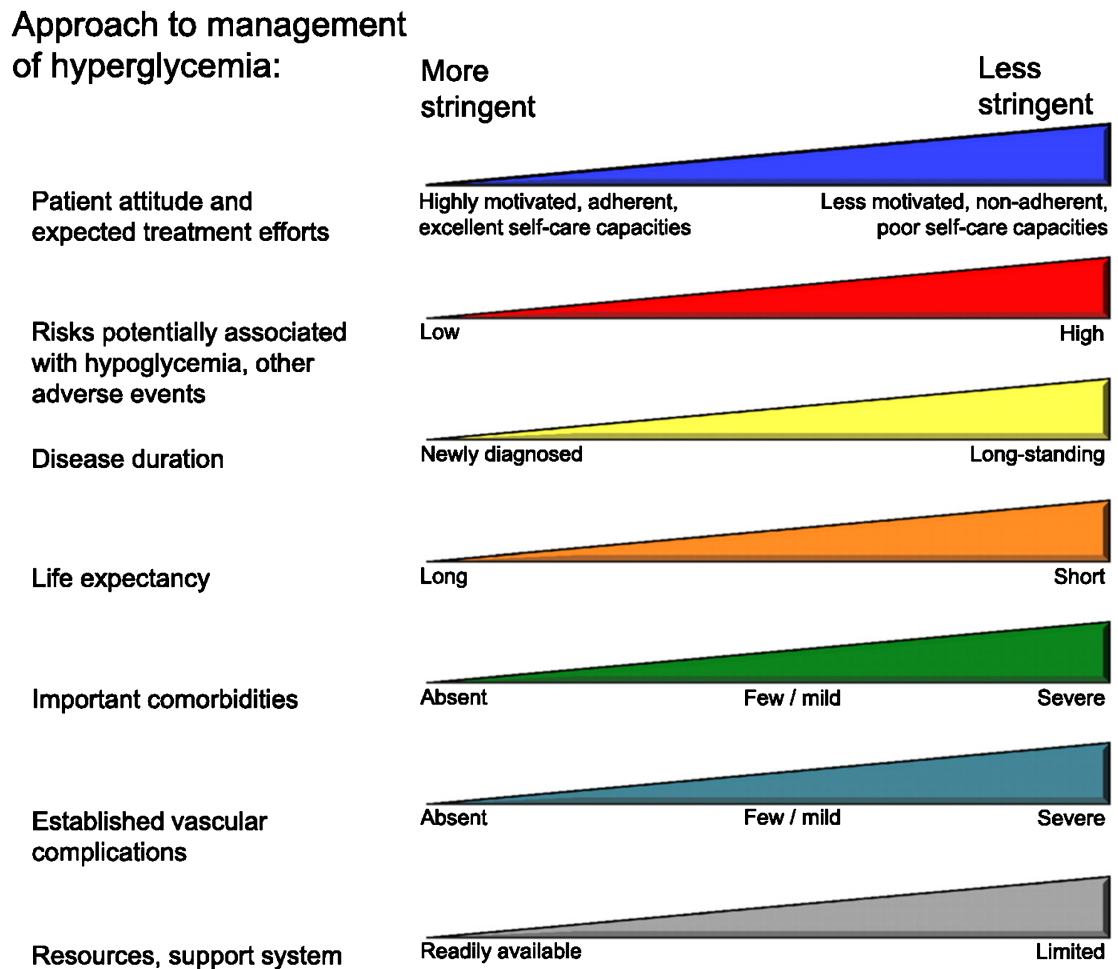 Approach to management
of hyperglycemia:
More
stringent
Less
stringent
Patient attitude and
expected treatment efforts
Highly motivated, adherent,
excellent self-care capacities
Less motivated, non-adherent,
poor self-care capacities
Risks potentially associated
with hypoglycemia, other
adverse events
Low
High
Disease duration
Newly diagnosed
Long-standing
Life expectancy
Long
Short
Important comorbidities
Absent
Few / mild
Severe
Established vascular
complications
Absent
Few / mild
Severe
Resources, support system
Readily available
Limited